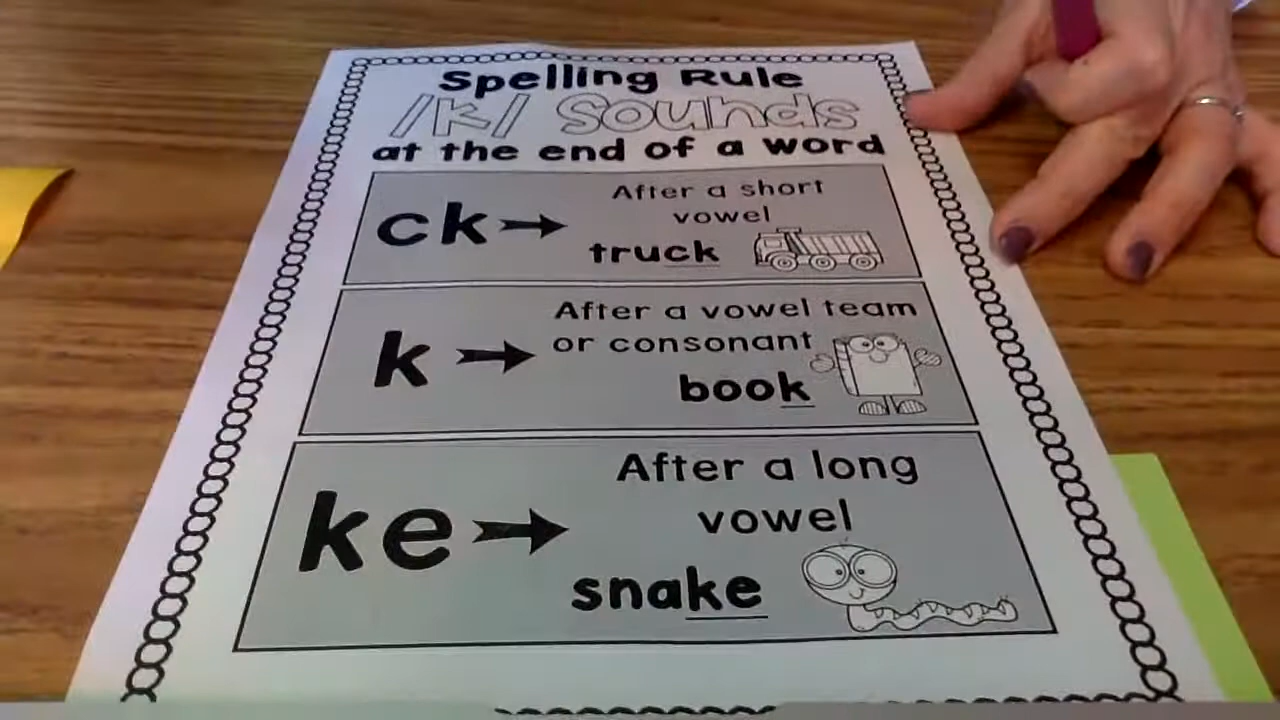 Spelling Rule
/k/ Sounds
at the end of a word
ck
After a short
vowel
truck
k
After a vowel team
or consonant
book
ke
After a long
vowel
snake